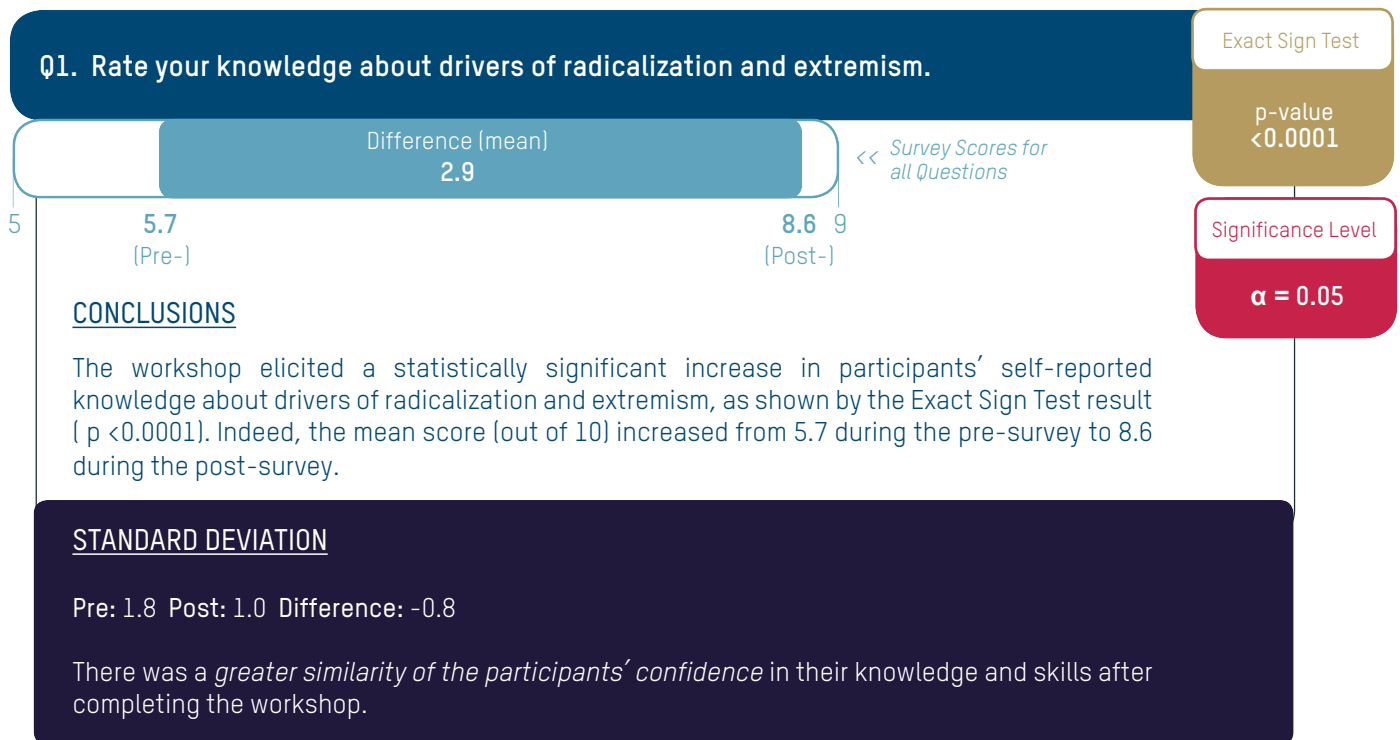 Q1. Rate your knowledge about drivers of radicalization and extremism.
Exact Sign Test
p-value
<0.0001
Difference (mean)
2.9
<< Survey Scores for
all Questions
5
5.7
(Pre-)
8.6
(Post-)
9
Significance Level
α = 0.05
CONCLUSIONS
The workshop elicited a statistically significant increase in participants’ self-reported
knowledge about drivers of radicalization and extremism, as shown by the Exact Sign Test result
( p <0.0001). Indeed, the mean score (out of 10) increased from 5.7 during the pre-survey to 8.6
during the post-survey.
STANDARD DEVIATION
Pre: 1.8 Post: 1.0 Difference: -0.8
There was a greater similarity of the participants’ confidence in their knowledge and skills after
completing the workshop.